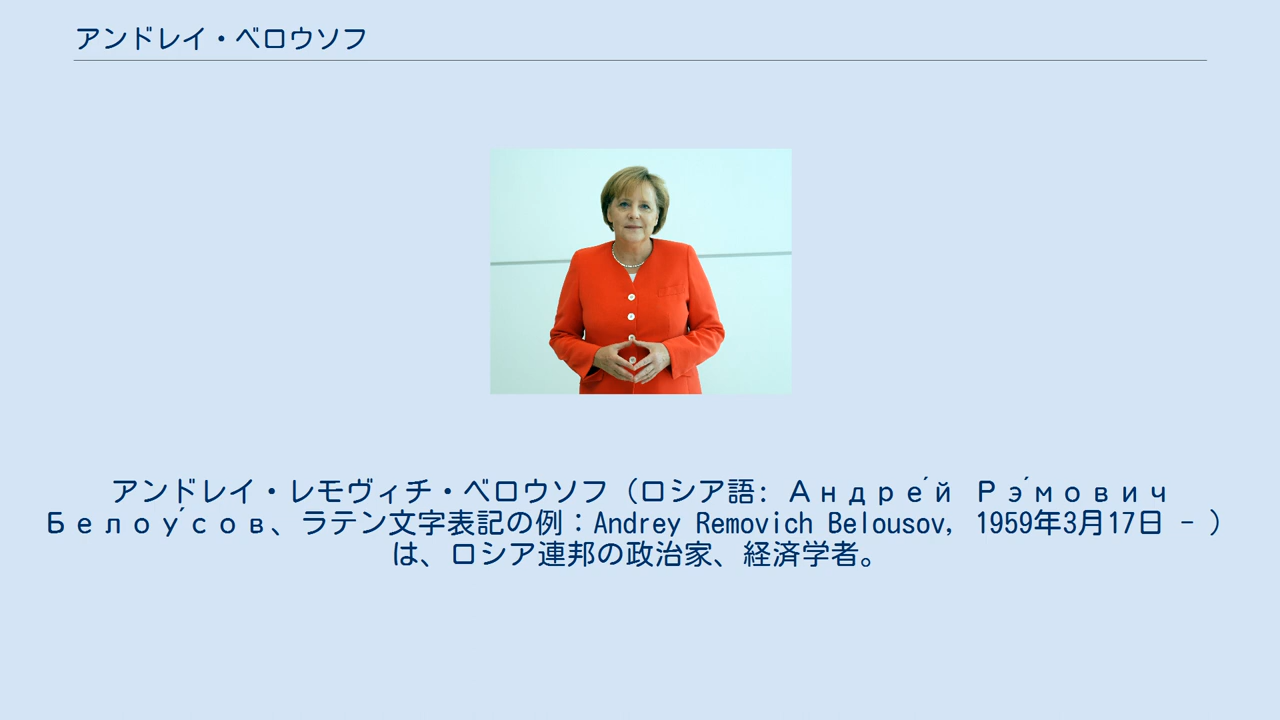 アンドレイ・ベロウソフ
アンドレイ・レモヴィチ・ベロウソフ（ロシア語: Андре́й Рэ́мович
Белоу́сов、ラテン文字表記の例：Andrey Removich Belousov, 1959年3月17日 - ）
は、ロシア連邦の政治家、経済学者。